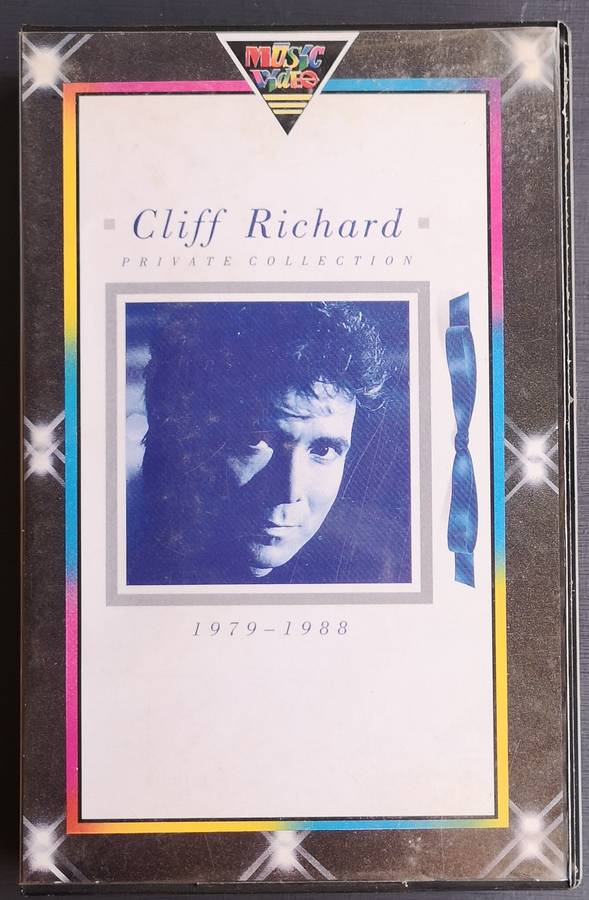 MUSIC
VIDEO
Cliff Richard
PRIVATE COLLECTION
1979–1988